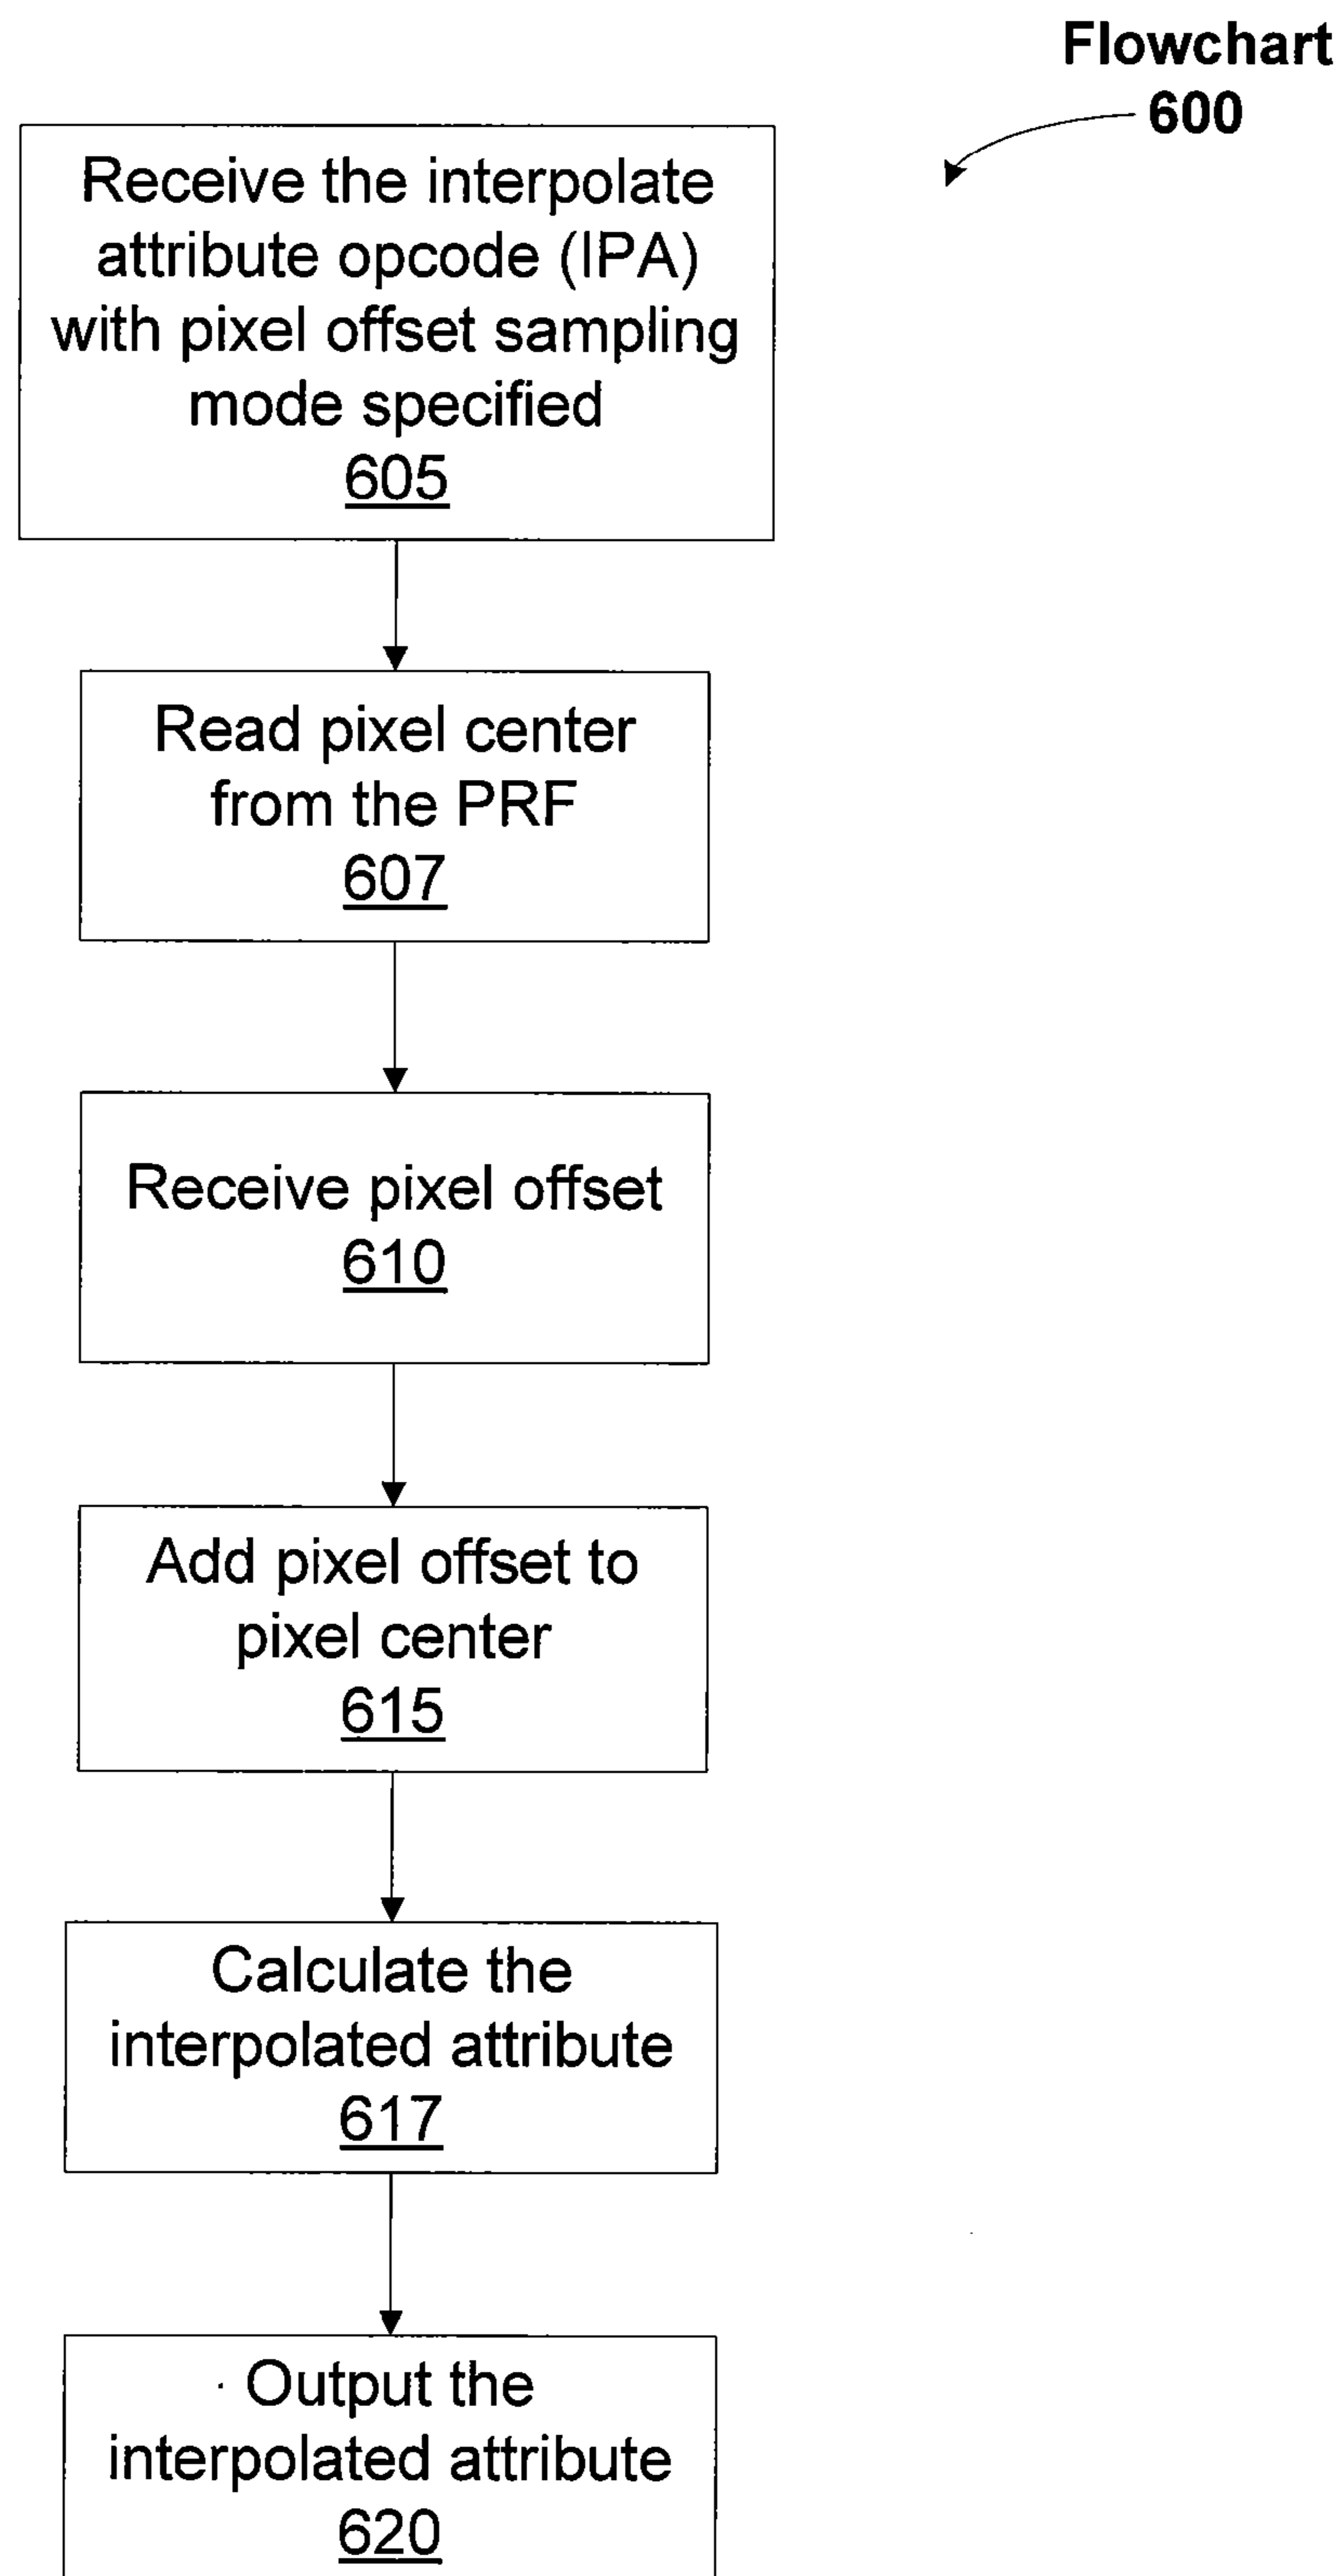 Flowchart
600
Receive the interpolate
attribute opcode (IPA)
with pixel offset sampling
mode specified
605
Read pixel center
from the PRF
607
Receive pixel offset
610
Add pixel offset to
pixel center
615
Calculate the
interpolated attribute
617
Output the
interpolated attribute
620